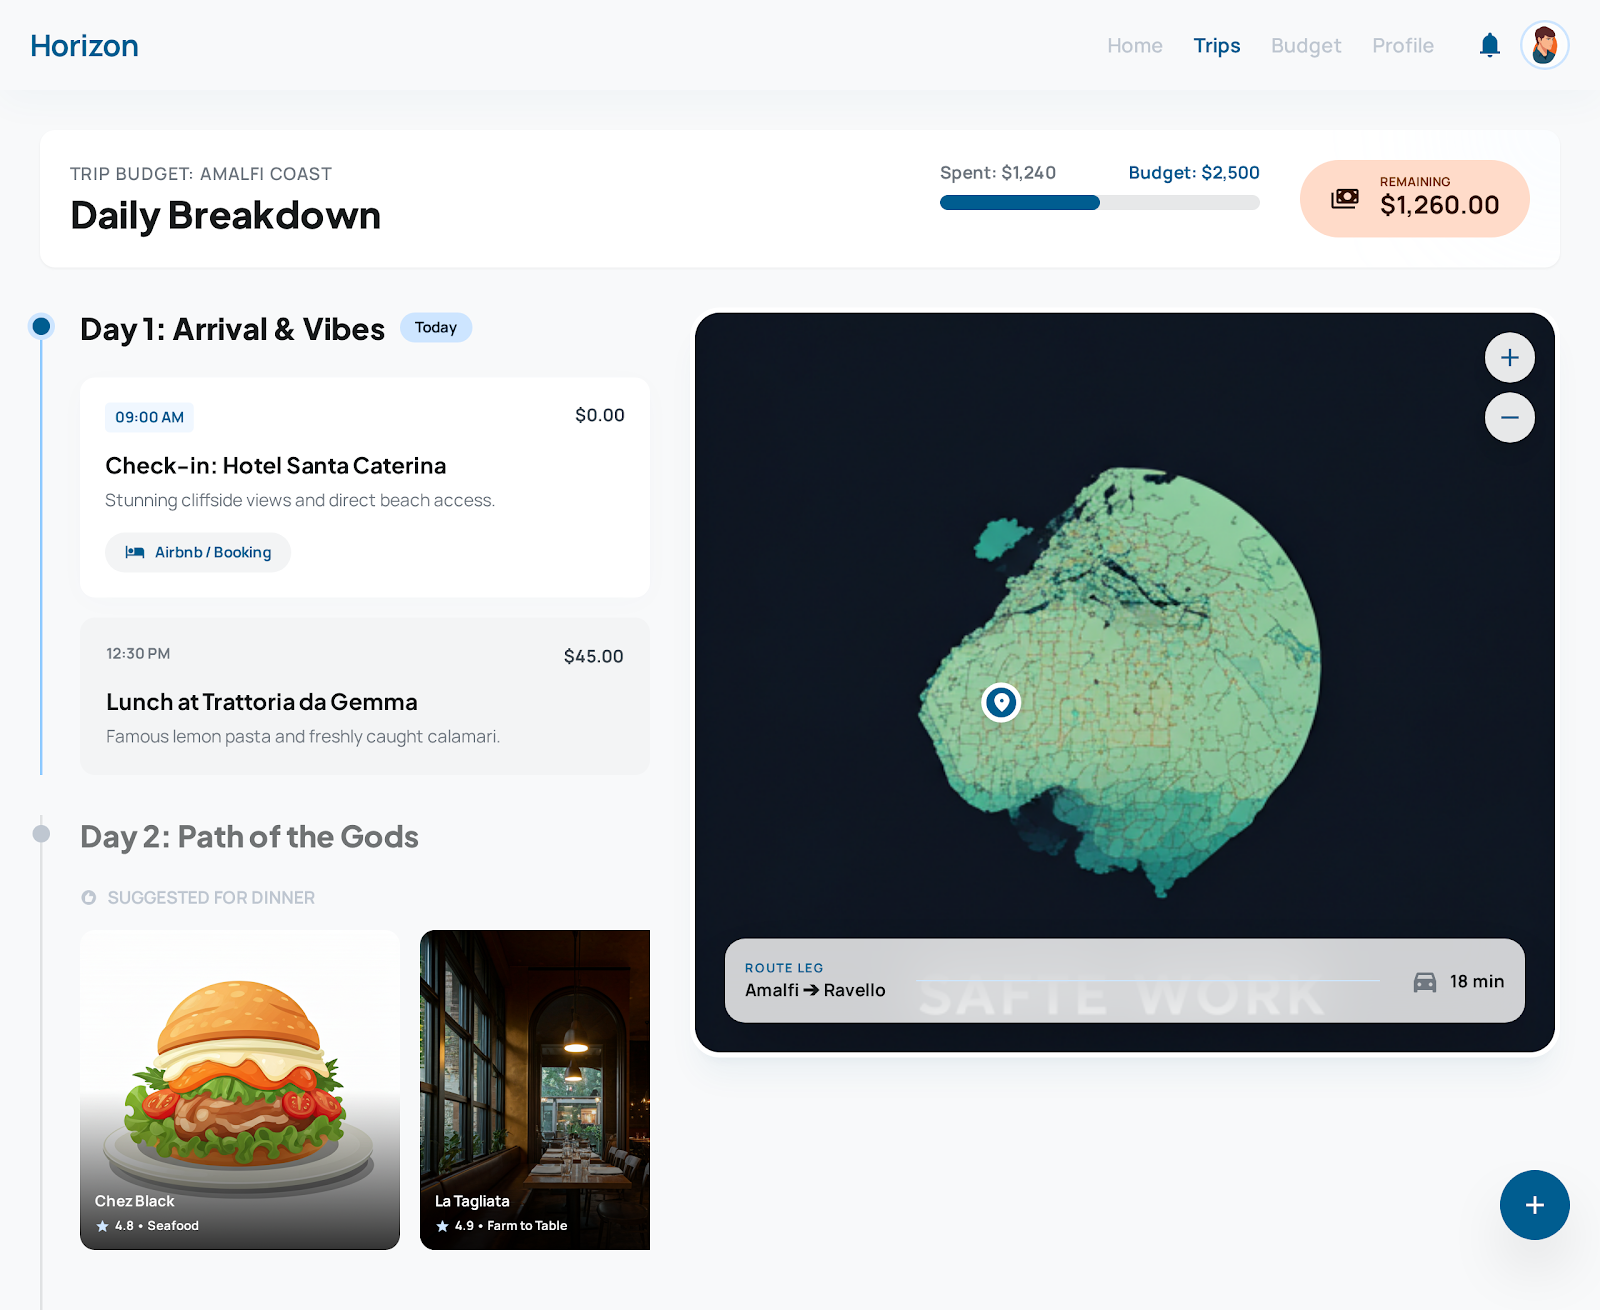 Horizon
Home Trips Budget Profile
TRIP BUDGET: AMALFI COAST
Daily Breakdown
Spent: $1,240
Budget: $2,500
REMAINING
$1,260.00
Day 1: Arrival & Vibes
Today
09:00 AM
$0.00
Check-in: Hotel Santa Caterina
Stunning cliffside views and direct beach access.
Airbnb / Booking
12:30 PM
$45.00
Lunch at Trattoria da Gemma
Famous lemon pasta and freshly caught calamari.
Day 2: Path of the Gods
SUGGESTED FOR DINNER
Chez Black
4.8 • Seafood
La Tagliata
4.9 • Farm to Table
ROUTE LEG
Amalfi ➔ Ravello
SAFTE WORK
18 min